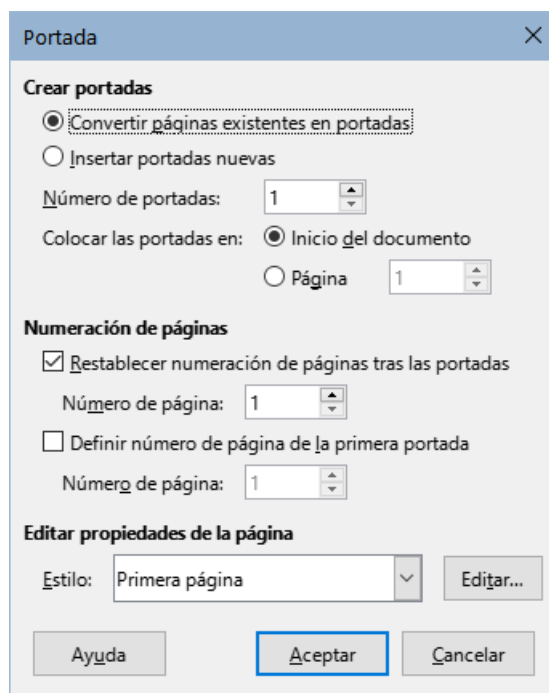 Portada
Crear portadas
Convertir páginas existentes en portadas
Insertar portadas nuevas
Número de portadas: 1
Colocar las portadas en: Inicio del documento
Página 1
Numeración de páginas
Restablecer numeración de páginas tras las portadas
Número de página: 1
Definir número de página de la primera portada
Número de página: 1
Editar propiedades de la página
Estilo: Primera página Editar...
Ayuda Aceptar Cancelar